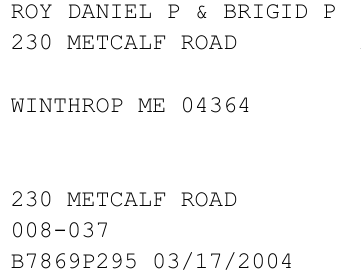 ROY DANIEL P & BRIGID P
230 METCALF ROAD
WINTHROP ME 04364
230 METCALF ROAD
008-037
B7869P295 03/17/2004